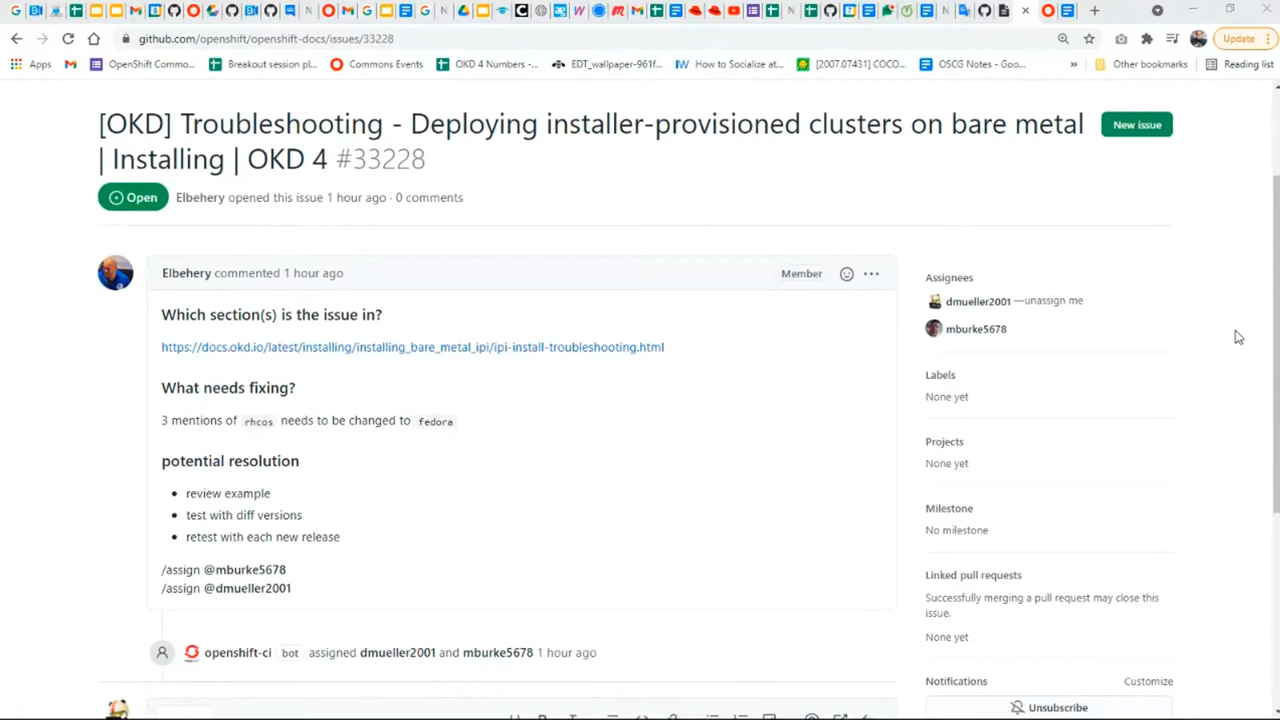 github.com/openshift/openshift-docs/issues/33228
Update
Apps
OpenShift Commo...
Breakout session pl...
Commons Events
OKD 4 Numbers -...
EDT_wallpaper-961f...
How to Socialize at...
[2007.07431] COCO...
OSCG Notes - Goo...
»
Other bookmarks
Reading list
[OKD] Troubleshooting - Deploying installer-provisioned clusters on bare metal
| Installing | OKD 4 #33228
New issue
Open
Elbehery opened this issue 1 hour ago · 0 comments
Elbehery commented 1 hour ago
Member
Which section(s) is the issue in?
https://docs.okd.io/latest/installing/installing_bare_metal_ipi/ipi-install-troubleshooting.html
What needs fixing?
3 mentions of rhcos needs to be changed to fedora
potential resolution
• review example
• test with diff versions
• retest with each new release
/assign @mburke5678
/assign @dmueller2001
openshift-ci bot assigned dmueller2001 and mburke5678 1 hour ago
Assignees
dmueller2001 —unassign me
mburke5678
Labels
None yet
Projects
None yet
Milestone
No milestone
Linked pull requests
Successfully merging a pull request may close this
issue.
None yet
Notifications
Customize
Unsubscribe